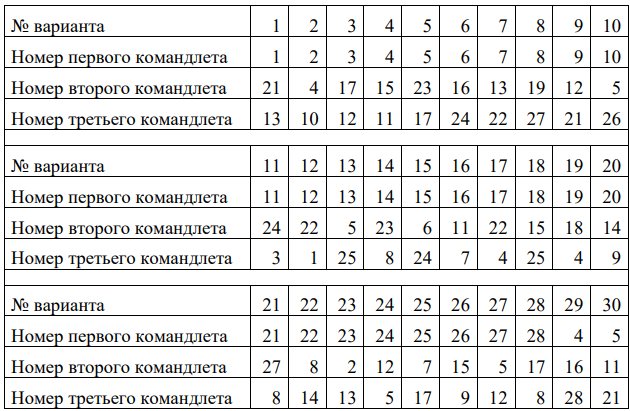 № варианта 1 2 3 4 5 6 7 8 9 10
Номер первого командлета 1 2 3 4 5 6 7 8 9 10
Номер второго командлета 21 4 17 15 23 16 13 19 12 5
Номер третьего командлета 13 10 12 11 17 24 22 27 21 26
№ варианта 11 12 13 14 15 16 17 18 19 20
Номер первого командлета 11 12 13 14 15 16 17 18 19 20
Номер второго командлета 24 22 5 23 6 11 22 15 18 14
Номер третьего командлета 3 1 25 8 24 7 4 25 4 9
№ варианта 21 22 23 24 25 26 27 28 29 30
Номер первого командлета 21 22 23 24 25 26 27 28 4 5
Номер второго командлета 27 8 2 12 7 15 5 17 16 11
Номер третьего командлета 8 14 13 5 17 9 12 8 28 21